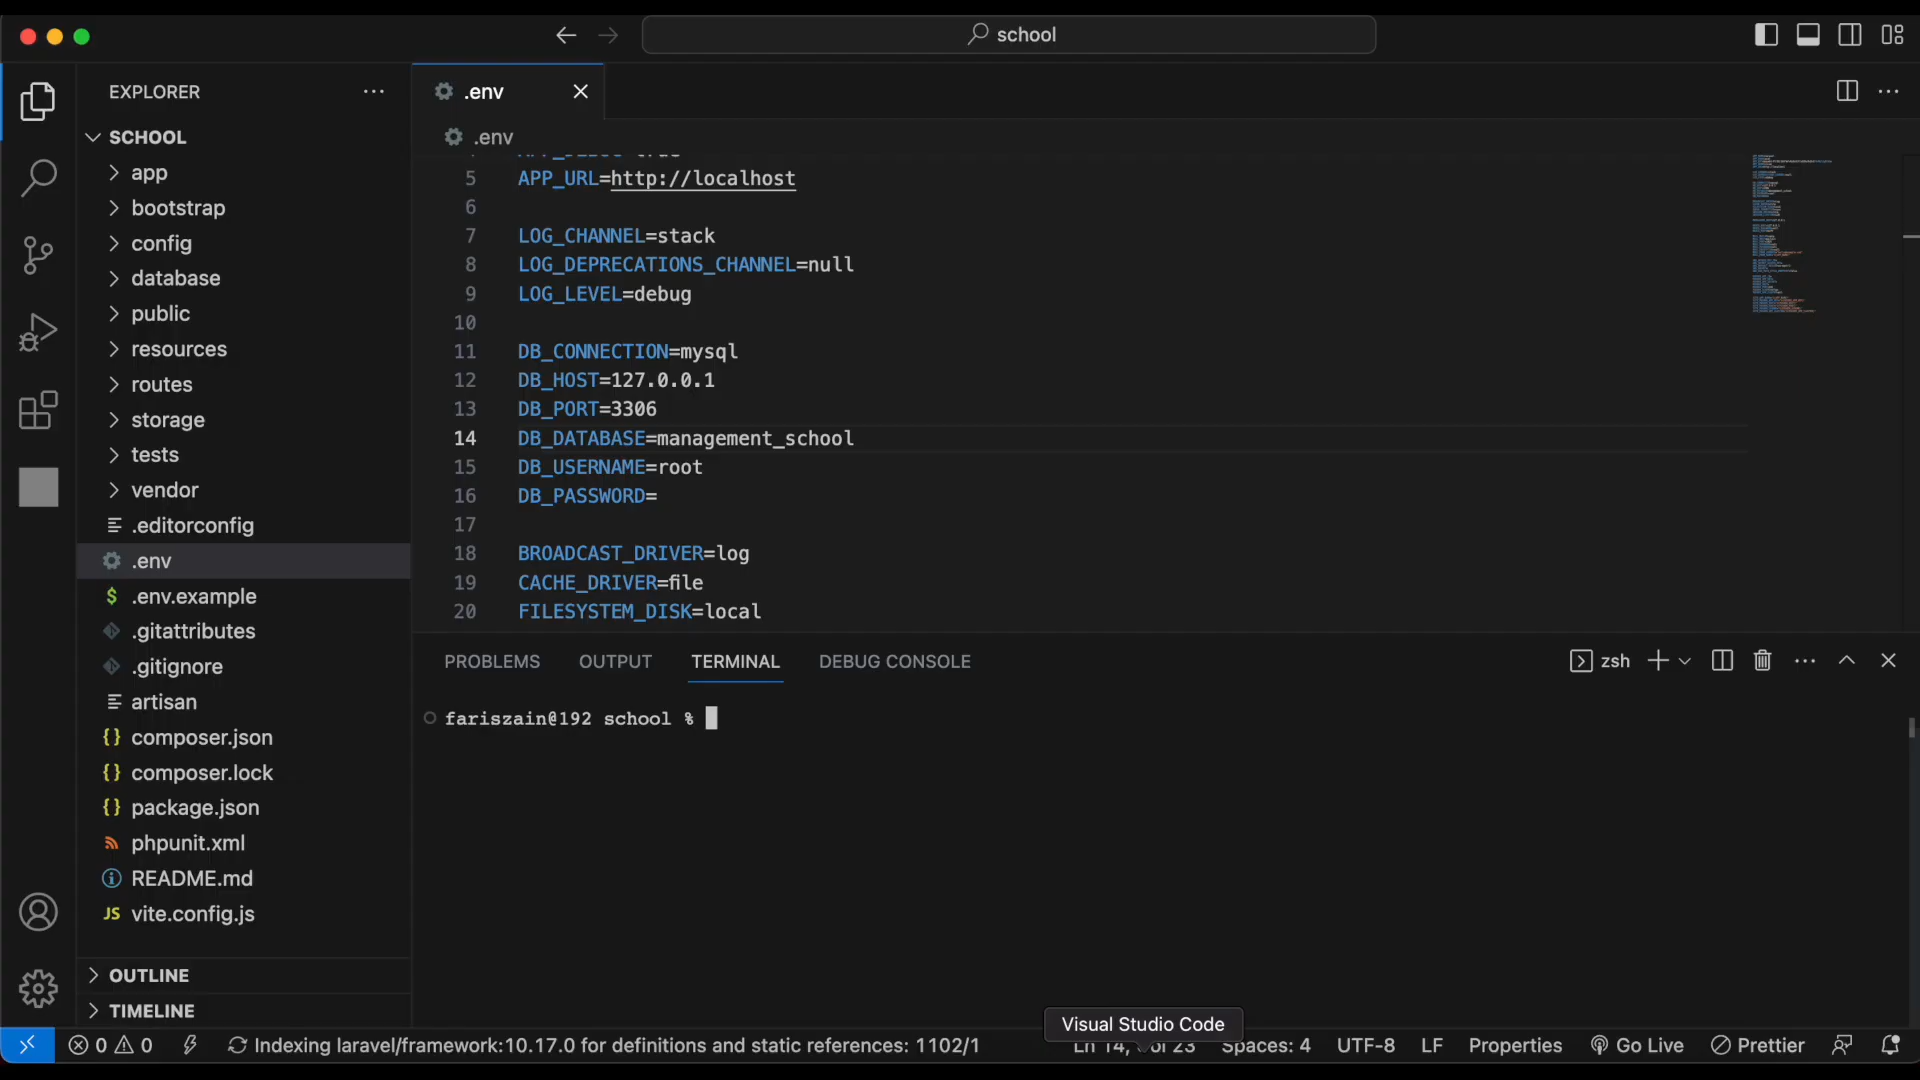 school
EXPLORER
.env
SCHOOL
app
bootstrap
config
database
public
resources
routes
storage
tests
vendor
.editorconfig
.env
.env.example
.gitattributes
.gitignore
artisan
composer.json
composer.lock
package.json
phpunit.xml
README.md
vite.config.js
OUTLINE
TIMELINE
.env
5 APP_URL=http://localhost
6
7 LOG_CHANNEL=stack
8 LOG_DEPRECATIONS_CHANNEL=null
9 LOG_LEVEL=debug
10
11 DB_CONNECTION=mysql
12 DB_HOST=127.0.0.1
13 DB_PORT=3306
14 DB_DATABASE=management_school
15 DB_USERNAME=root
16 DB_PASSWORD=
17
18 BROADCAST_DRIVER=log
19 CACHE_DRIVER=file
20 FILESYSTEM_DISK=local
PROBLEMS OUTPUT TERMINAL DEBUG CONSOLE zsh
fariszain@192 school %
Visual Studio Code
0 0 Indexing laravel/framework:10.17.0 for definitions and static references: 1102/1 Ln 14, 23 Spaces: 4 UTF-8 LF Properties Go Live Prettier